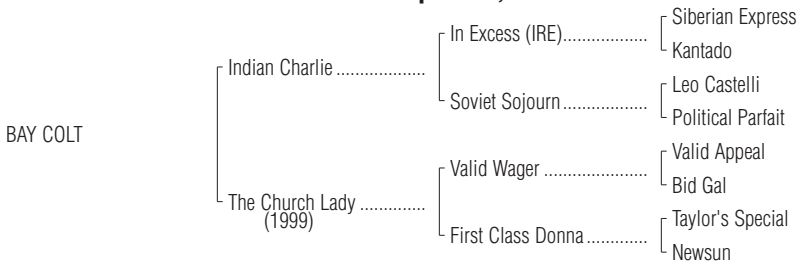 Siberian Express
In Excess (IRE)..................
Kantado
Indian Charlie ...................
Leo Castelli
Soviet Sojourn..................
Political Parfait
BAY COLT
Valid Appeal
Valid Wager ......................
Bid Gal
The Church Lady ..............
(1999)
Taylor's Special
First Class Donna.............
Newsun